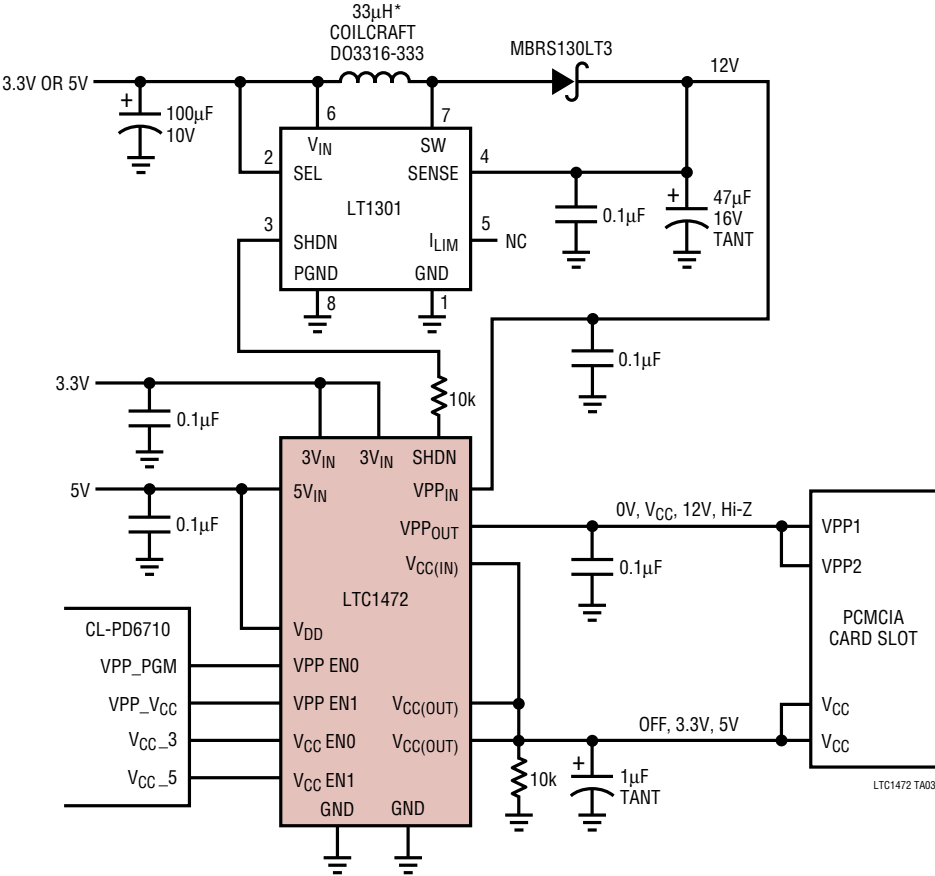 33µH*
COILCRAFT
DO3316-333
MBRS130LT3
12V
3.3V OR 5V
+
100µF
10V
6
7
VIN
SW
2
SEL
SENSE
4
LT1301
+
47µF
16V
TANT
0.1µF
3
SHDN
ILIM
5
NC
PGND
GND
8
1
0.1µF
3.3V
10k
0.1µF
3VIN
3VIN
SHDN
5V
5VIN
VPPIN
0V, VCC, 12V, Hi-Z
0.1µF
VPPOUT
VPP1
VCC(IN)
0.1µF
VPP2
LTC1472
PCMCIA
CARD SLOT
CL-PD6710
VDD
VPP_PGM
VPP EN0
VPP_VCC
VPP EN1
VCC(OUT)
VCC
OFF, 3.3V, 5V
VCC_3
VCC EN0
VCC(OUT)
VCC
VCC_5
VCC EN1
10k
+
1µF
TANT
GND
GND
LTC1472 TA03